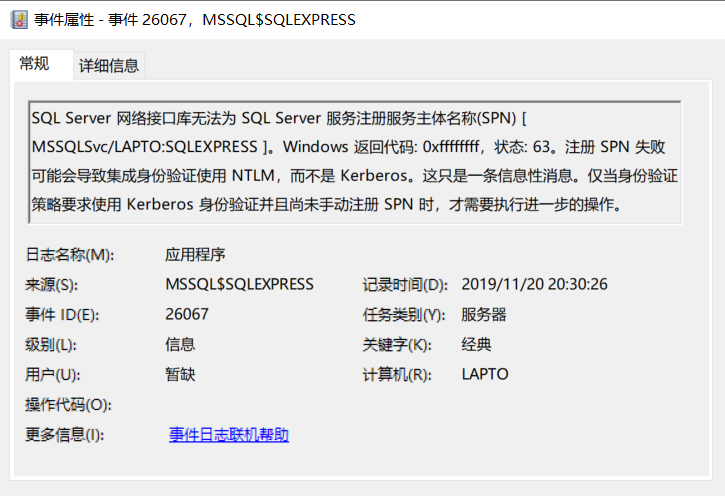 事件属性 - 事件 26067，MSSQL$SQLEXPRESS
常规 详细信息
SQL Server 网络接口库无法为 SQL Server 服务注册服务主体名称(SPN) [
MSSQLSvc/LAPTO:SQLEXPRESS ]。Windows 返回代码: 0xffffffff，状态: 63。注册 SPN 失败
可能会导致集成身份验证使用 NTLM，而不是 Kerberos。这只是一条信息性消息。仅当身份验证
策略要求使用 Kerberos 身份验证并且尚未手动注册 SPN 时，才需要执行进一步的操作。
日志名称(M): 应用程序
来源(S): MSSQL$SQLEXPRESS 记录时间(D): 2019/11/20 20:30:26
事件 ID(E): 26067 任务类别(Y): 服务器
级别(L): 信息 关键字(K): 经典
用户(U): 暂缺 计算机(R): LAPTO
操作代码(O):
更多信息(I): 事件日志联机帮助